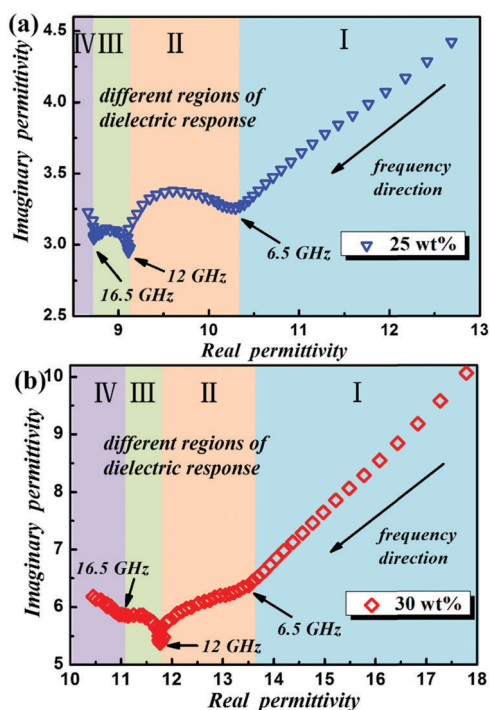 (a)
IV III II I
different regions of
dielectric response
frequency
direction
6.5 GHz
12 GHz
16.5 GHz
25 wt%
4.5
4.0
3.5
3.0
2.5
Imaginary permittivity
9 10 11 12 13
Real permittivity
(b)
IV III II I
different regions of
dielectric response
16.5 GHz
frequency
direction
6.5 GHz
12 GHz
30 wt%
10
9
8
7
6
5
Imaginary permittivity
10 11 12 13 14 15 16 17 18
Real permittivity